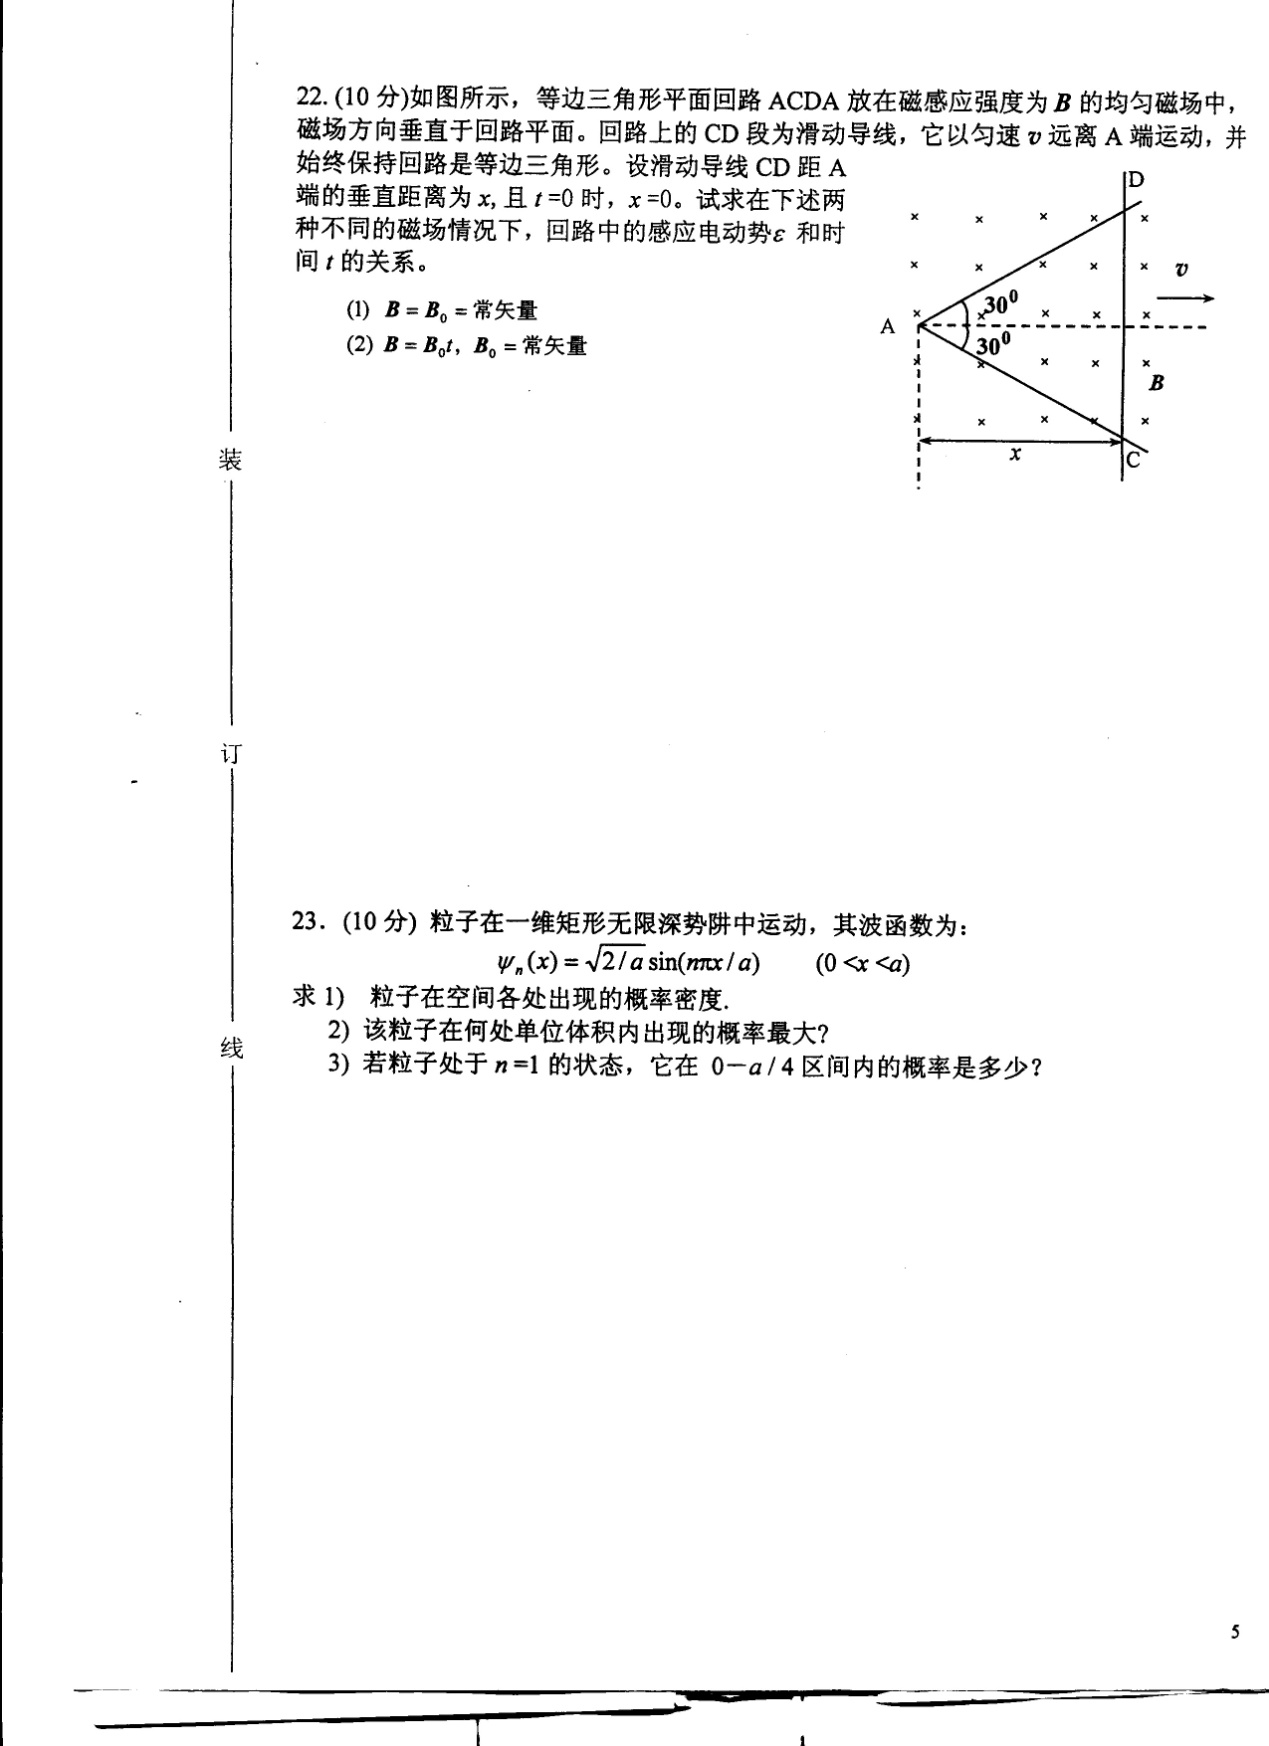 22. (10 分)如图所示，等边三角形平面回路 ACDA 放在磁感应强度为 B 的均匀磁场中，
磁场方向垂直于回路平面。回路上的 CD 段为滑动导线，它以匀速 v 远离 A 端运动，并
始终保持回路是等边三角形。设滑动导线 CD 距 A
端的垂直距离为 x, 且 t =0 时，x =0。试求在下述两
种不同的磁场情况下，回路中的感应电动势ε 和时
间 t 的关系。
(1) B = B₀ = 常矢量
(2) B = B₀t，B₀ = 常矢量
D
v
30⁰
A
30⁰
B
x
C
装
订
23．(10 分) 粒子在一维矩形无限深势阱中运动，其波函数为：
ψₙ(x) = √2/a sin(nπx/a) (0 <x <a)
求 1) 粒子在空间各处出现的概率密度.
2) 该粒子在何处单位体积内出现的概率最大?
线
3) 若粒子处于 n =1 的状态，它在 0－a / 4 区间内的概率是多少?
5